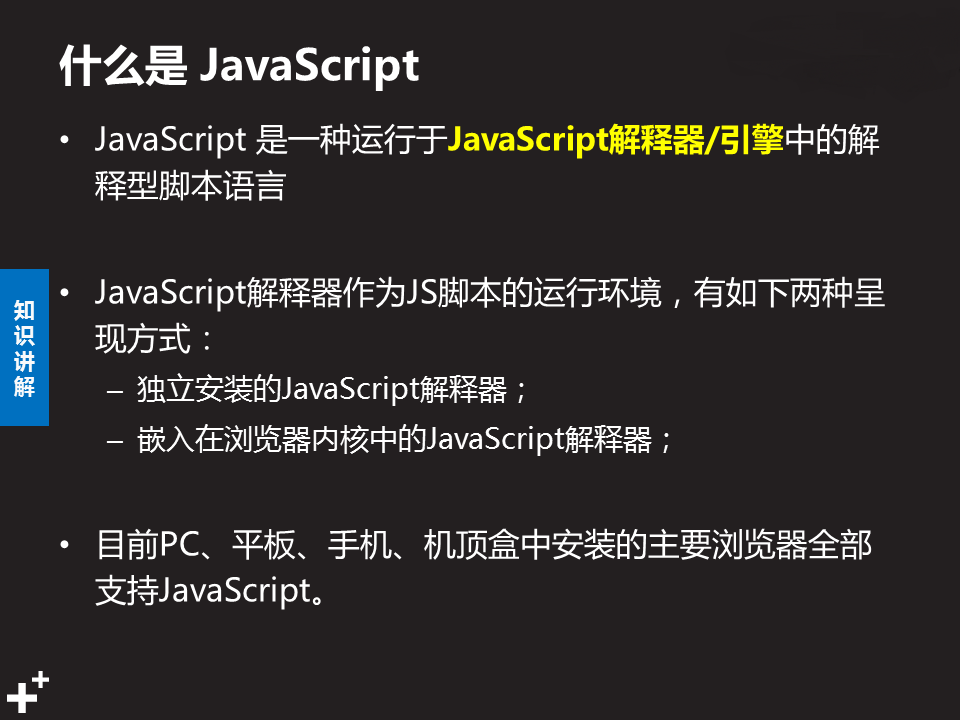 什么是 JavaScript
• JavaScript 是一种运行于JavaScript解释器/引擎中的解
释型脚本语言
• JavaScript解释器作为JS脚本的运行环境，有如下两种呈
现方式：
– 独立安装的JavaScript解释器；
– 嵌入在浏览器内核中的JavaScript解释器；
• 目前PC、平板、手机、机顶盒中安装的主要浏览器全部
支持JavaScript。
知
识
讲
解